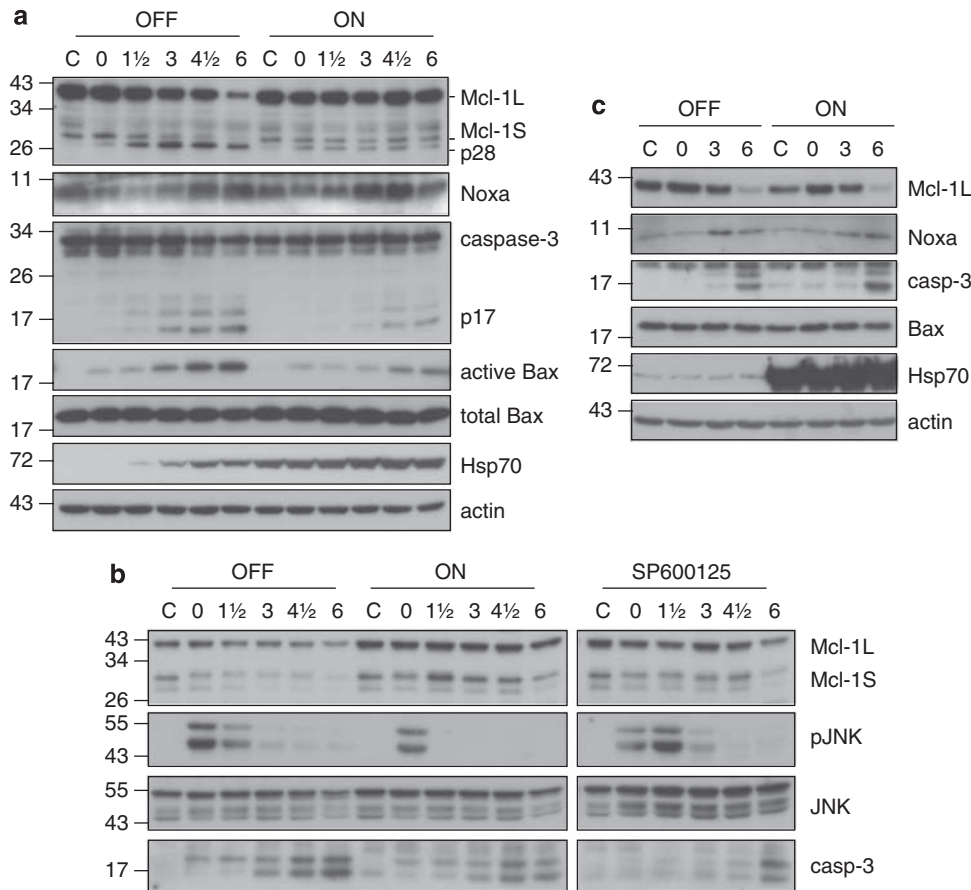 a
OFF ON
C 0 1½ 3 4½ 6 C 0 1½ 3 4½ 6
43
34
26
Mcl-1L
Mcl-1S
p28
11
Noxa
34
26
17
caspase-3
p17
17
active Bax
17
total Bax
72
Hsp70
43
actin
c
OFF ON
C 0 3 6 C 0 3 6
43
Mcl-1L
11
Noxa
17
casp-3
17
Bax
72
Hsp70
43
actin
b
OFF ON SP600125
C 0 1½ 3 4½ 6 C 0 1½ 3 4½ 6 C 0 1½ 3 4½ 6
43
34
26
Mcl-1L
Mcl-1S
55
43
pJNK
55
43
JNK
17
casp-3